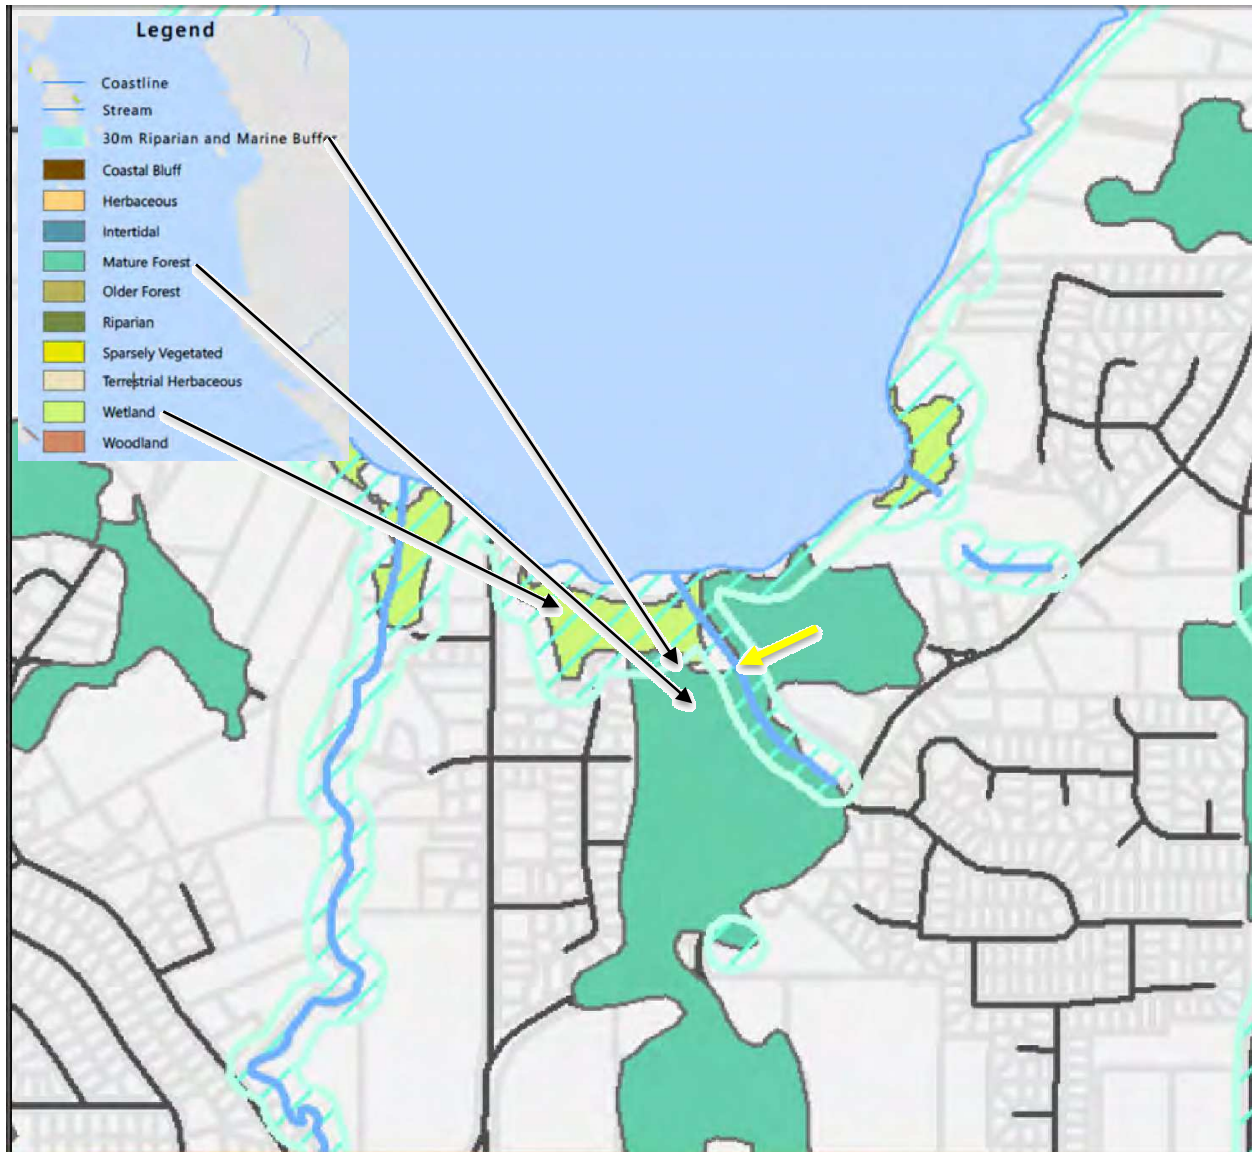 Legend
Coastline
Stream
30m Riparian and Marine Buffer
Coastal Bluff
Herbaceous
Intertidal
Mature Forest
Older Forest
Riparian
Sparsely Vegetated
Terrestrial Herbaceous
Wetland
Woodland